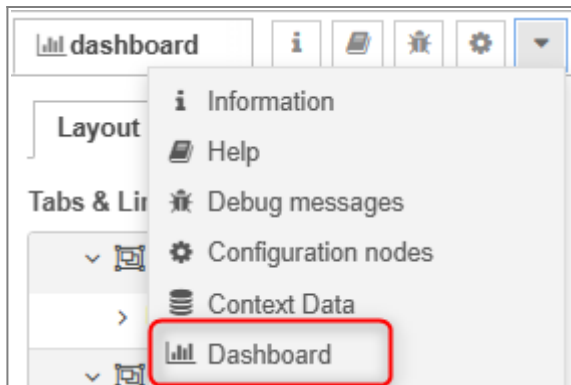 dashboard
i
Information
Layout
Help
Tabs & Lin
Debug messages
Configuration nodes
Context Data
Dashboard